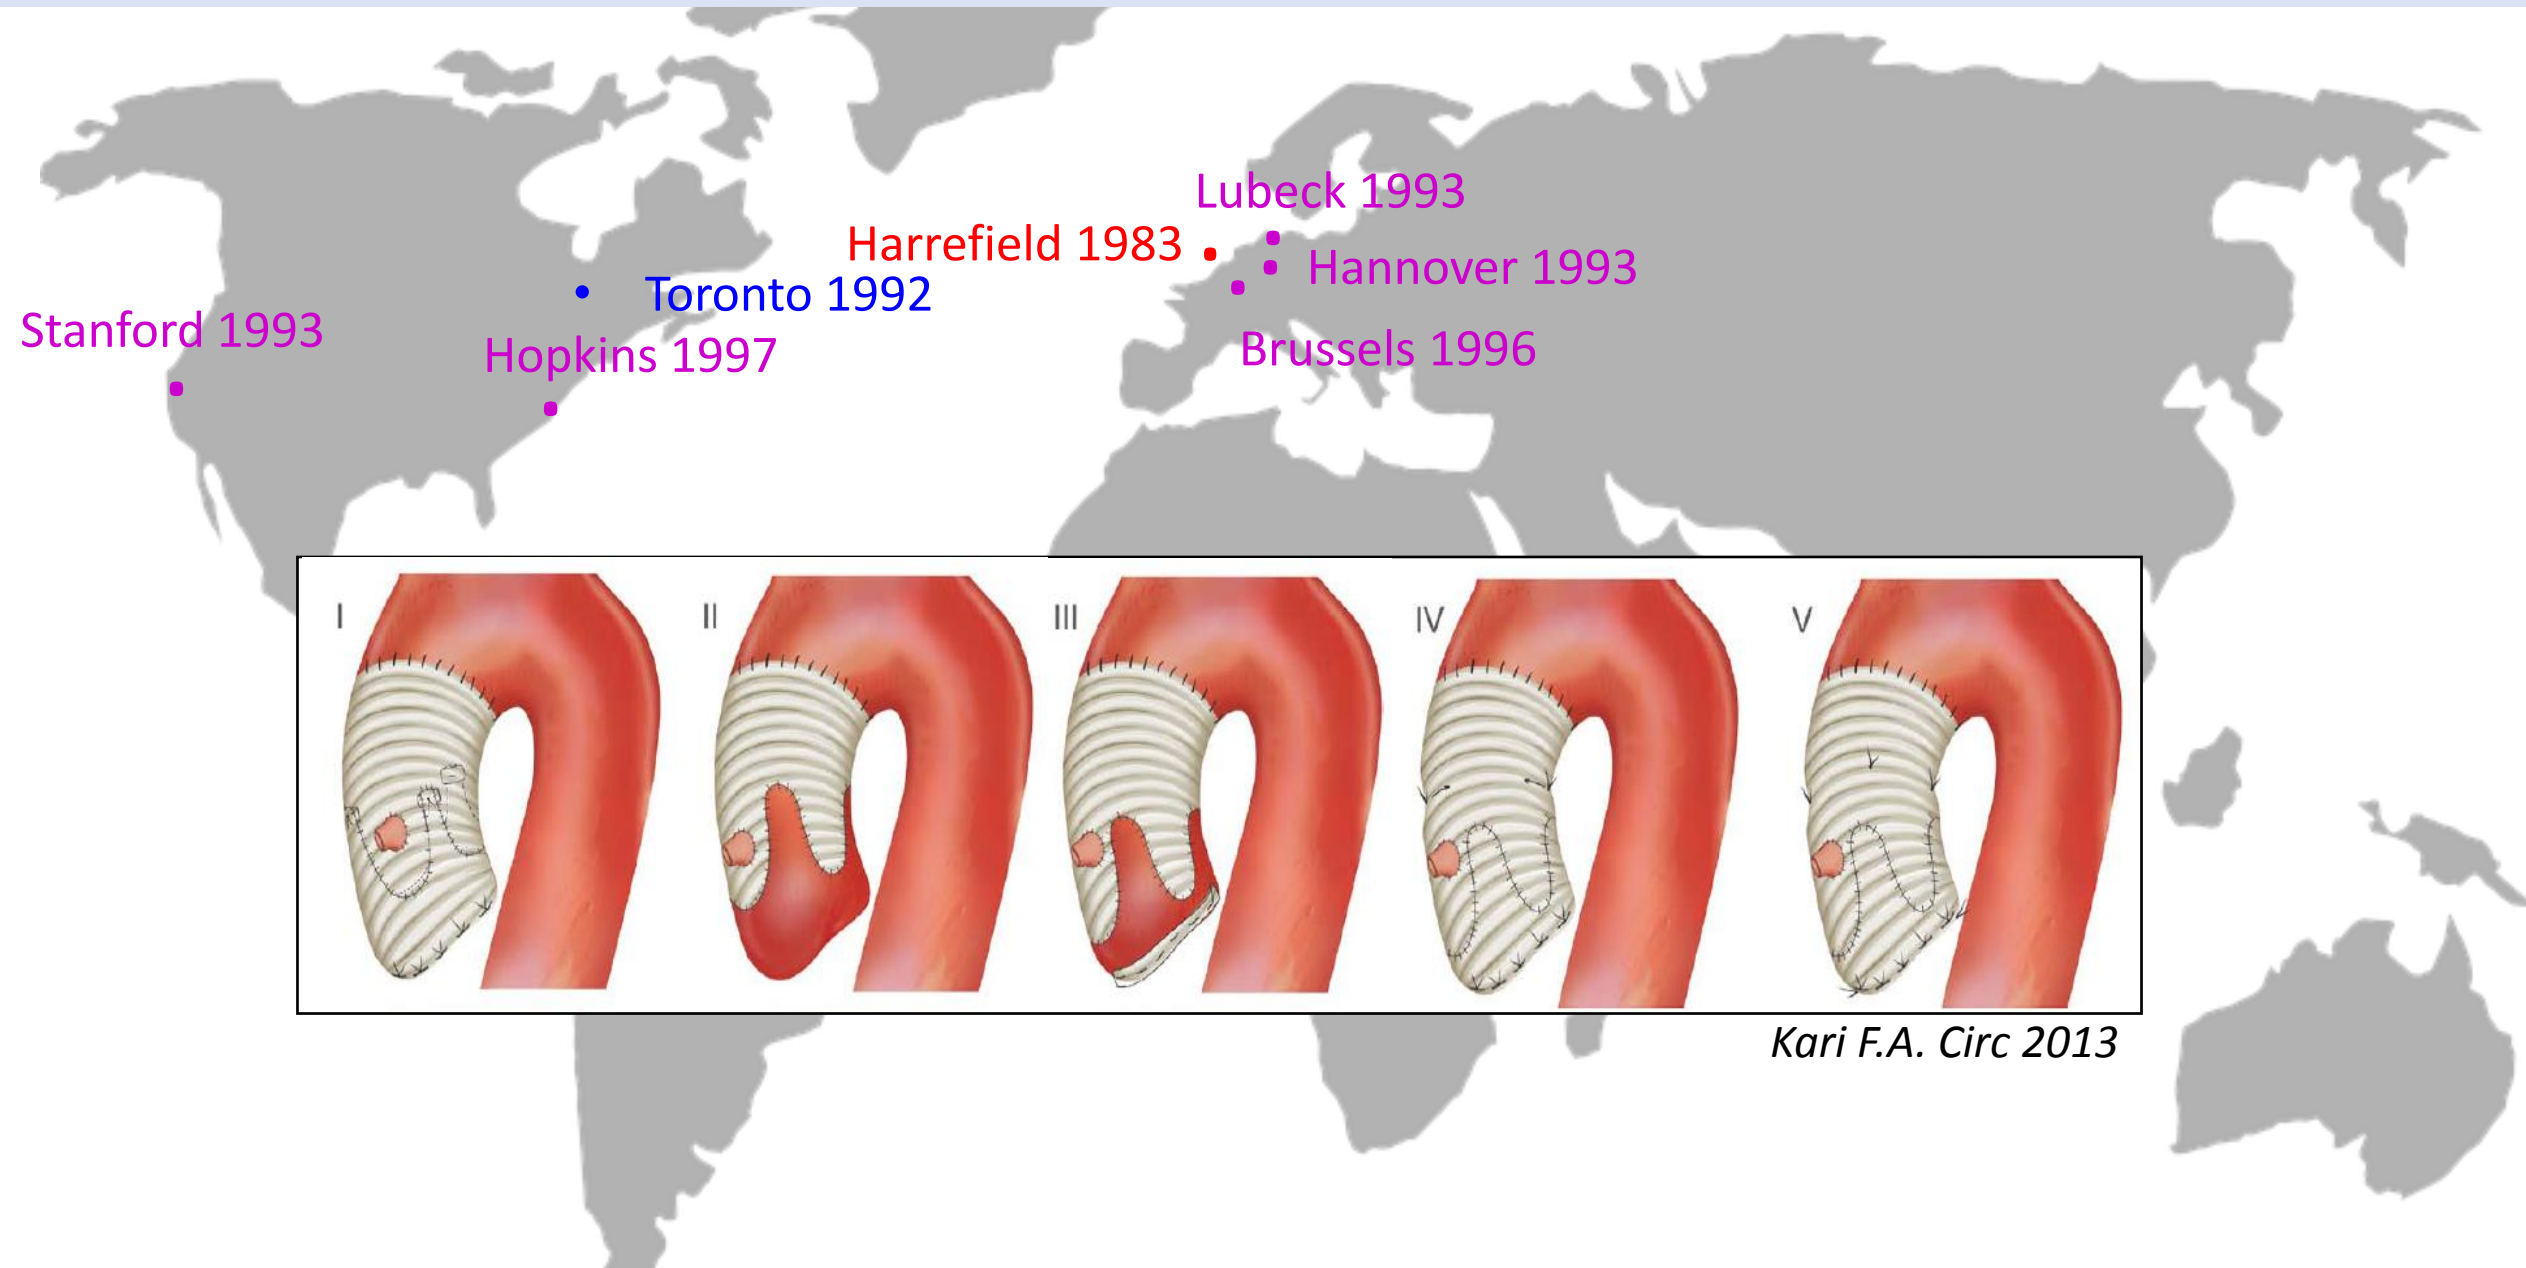 Lubeck 1993
Harrefield 1983
Hannover 1993
Toronto 1992
Stanford 1993
Hopkins 1997
Brussels 1996
I
II
III
IV
V
Kari F.A. Circ 2013